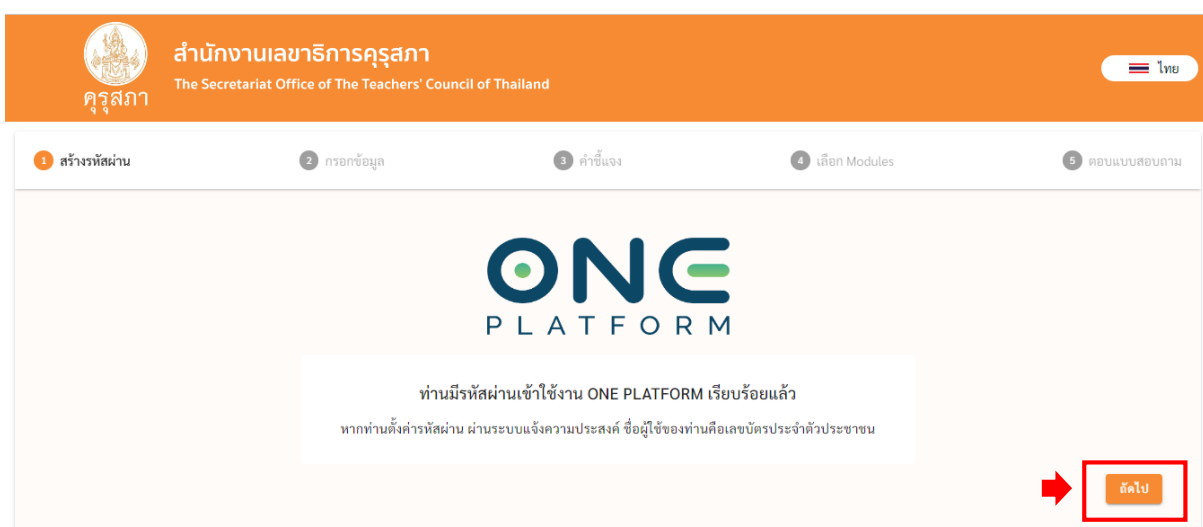 สำนักงานเลขาธิการคุรุสภา
The Secretariat Office of The Teachers' Council of Thailand
คุรุสภา
ไทย
1 สร้างรหัสผ่าน
2 กรอกข้อมูล
3 คำชี้แจง
4 เลือก Modules
5 ตอบแบบสอบถาม
ONE
PLATFORM
ท่านมีรหัสผ่านเข้าใช้งาน ONE PLATFORM เรียบร้อยแล้ว
หากท่านตั้งค่ารหัสผ่าน ผ่านระบบแจ้งความประสงค์ ชื่อผู้ใช้ของท่านคือเลขบัตรประจำตัวประชาชน
ถัดไป